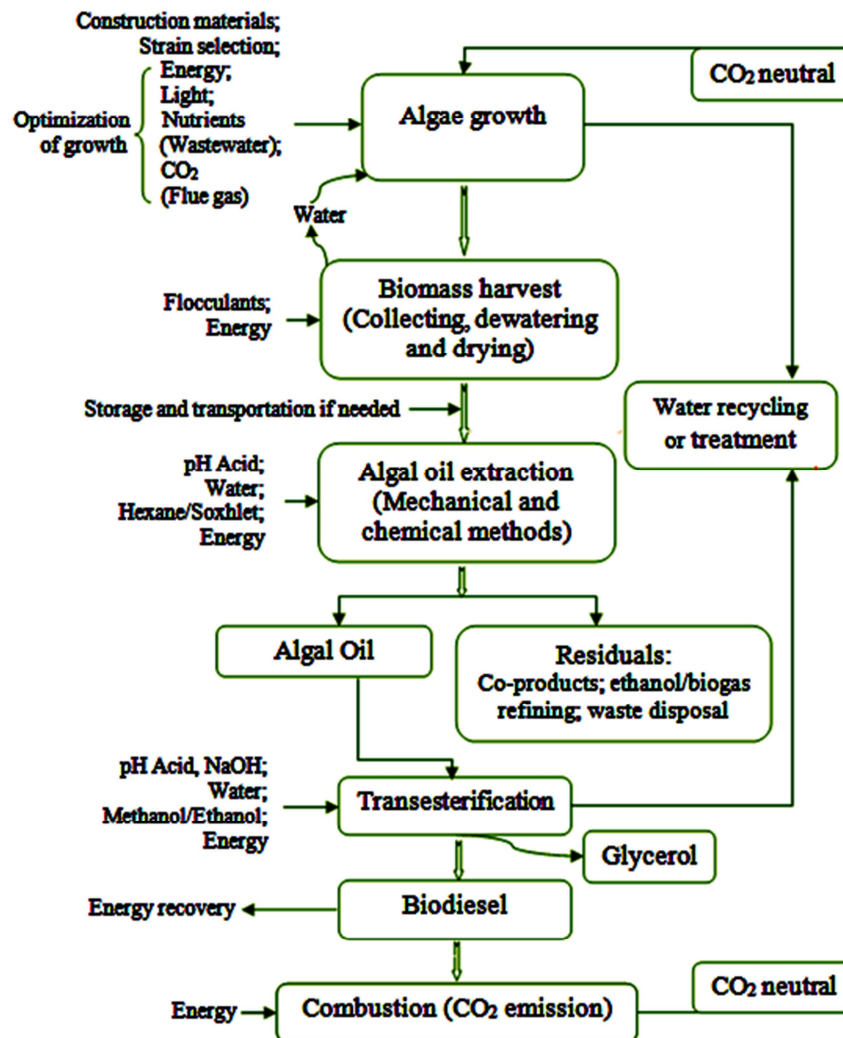 Construction materials;
Strain selection;
Energy;
Light;
Nutrients
(Wastewater);
CO₂
(Flue gas)
Optimization
of growth
Algae growth
CO₂ neutral
Water
Flocculants;
Energy
Biomass harvest
(Collecting, dewatering
and drying)
Storage and transportation if needed
Water recycling
or treatment
pH Acid;
Water;
Hexane/Soxhlet;
Energy
Algal oil extraction
(Mechanical and
chemical methods)
Algal Oil
Residuals:
Co-products; ethanol/biogas
refining; waste disposal
pH Acid, NaOH;
Water;
Methanol/Ethanol;
Energy
Transesterification
Glycerol
Energy recovery
Biodiesel
Energy
Combustion (CO₂ emission)
CO₂ neutral